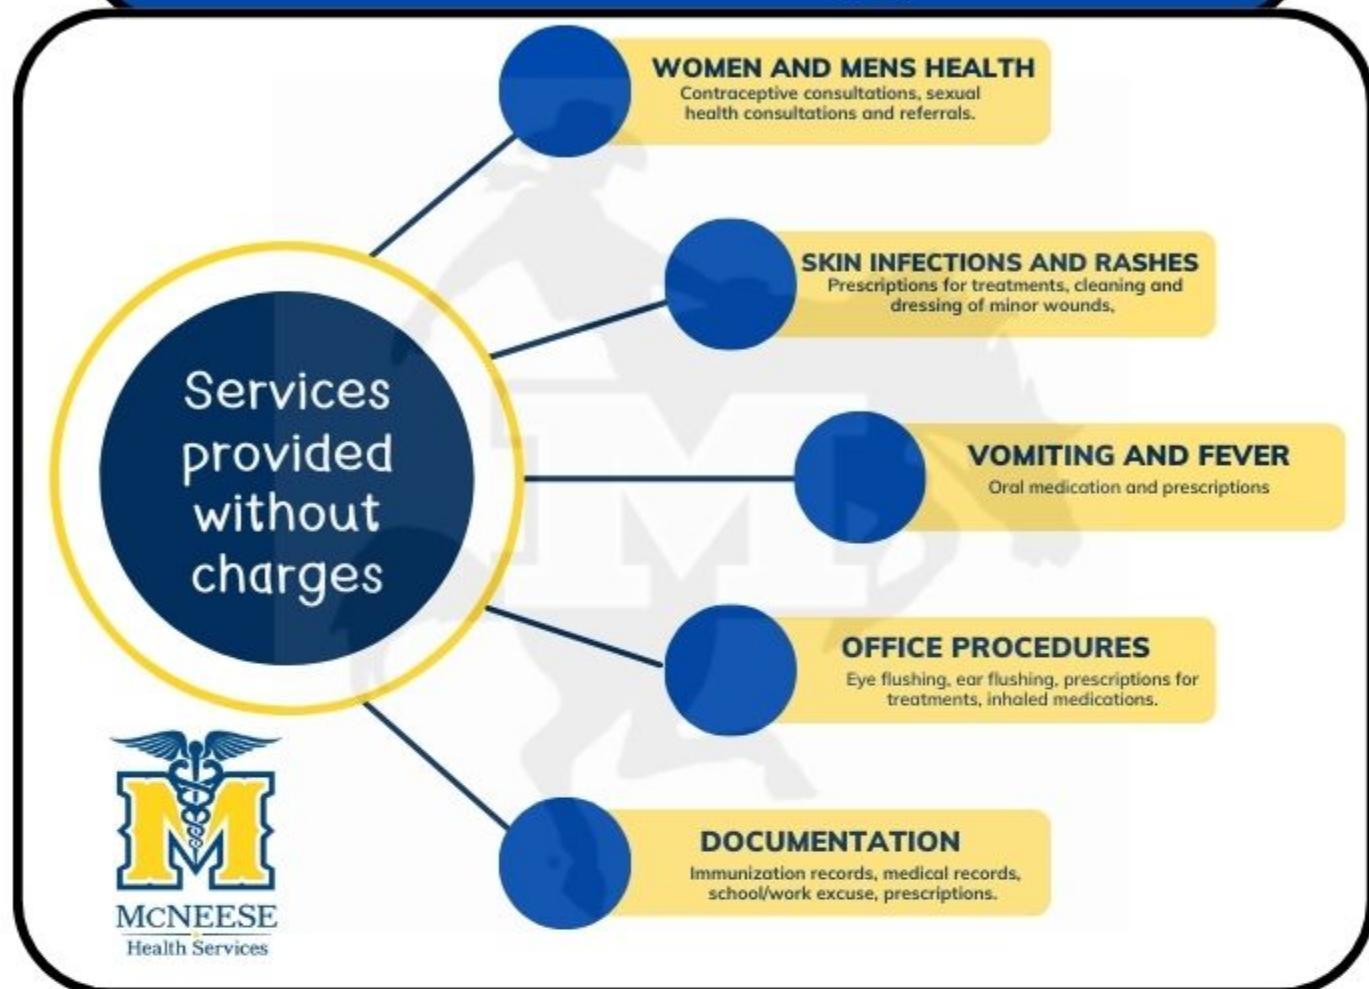 WOMEN AND MENS HEALTH
Contraceptive consultations, sexual
health consultations and referrals.
SKIN INFECTIONS AND RASHES
Prescriptions for treatments, cleaning and
dressing of minor wounds,
Services
provided
without
charges
VOMITING AND FEVER
Oral medication and prescriptions
OFFICE PROCEDURES
Eye flushing, ear flushing, prescriptions for
treatments, inhaled medications.
DOCUMENTATION
Immunization records, medical records,
school/work excuse, prescriptions.
M
McNEESE
Health Services